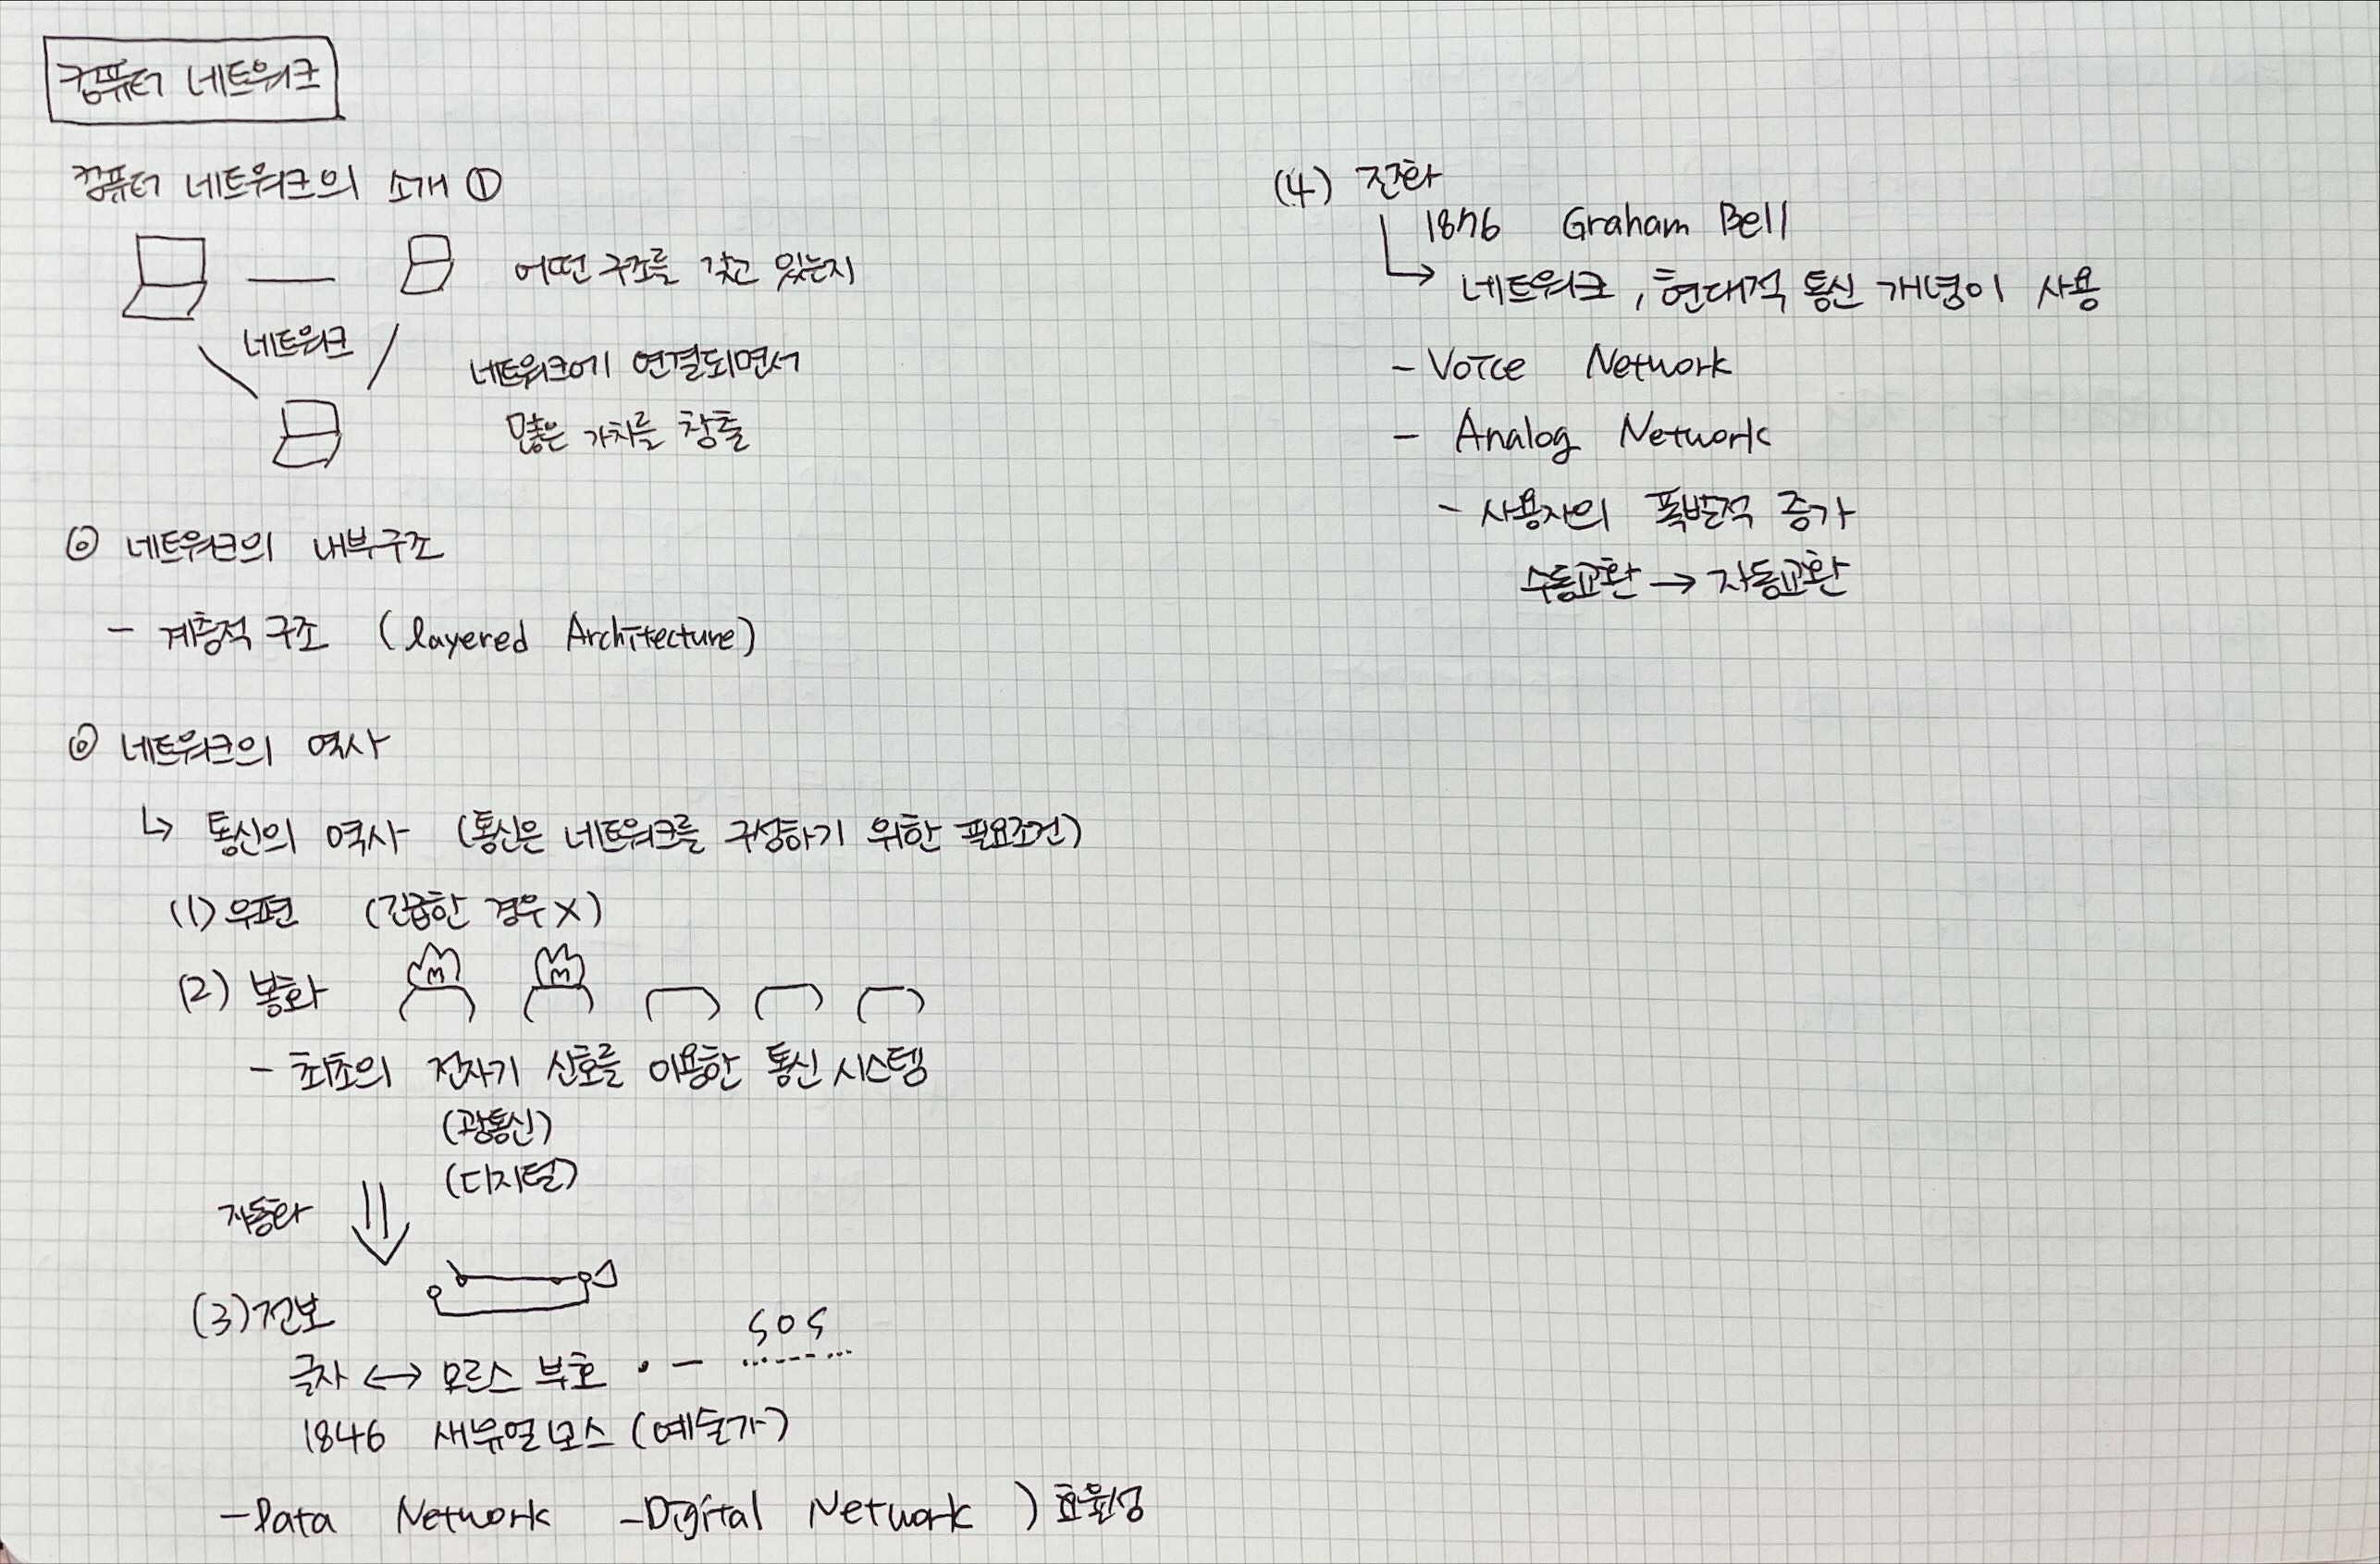 컴퓨터 네트워크
컴퓨터 네트워크의 소개 ①
어떤 구조를 갖고 있는지
네트워크
네트워크에 연결되면서
많은 가치를 창출
◎ 네트워크의 내부구조
- 계층적 구조 (layered Architecture)
◎ 네트워크의 역사
↳ 통신의 역사 (통신은 네트워크를 구성하기 위한 필요조건)
(1) 우편 (긴급한 경우 X)
(2) 봉화
- 최초의 전자기 신호를 이용한 통신 시스템
(광통신)
(디지털)
자동화
(3) 전보
SOS
글자 ↔ 모르스 부호 • — ...---...
1846 새뮤얼 모스 (예술가)
- Data Network - Digital Network ) 효율성
(4) 전화
1876 Graham Bell
→ 네트워크, 현대적 통신 개념이 사용
- Voice Network
- Analog Network
- 사용자의 폭발적 증가
수동교환 → 자동교환